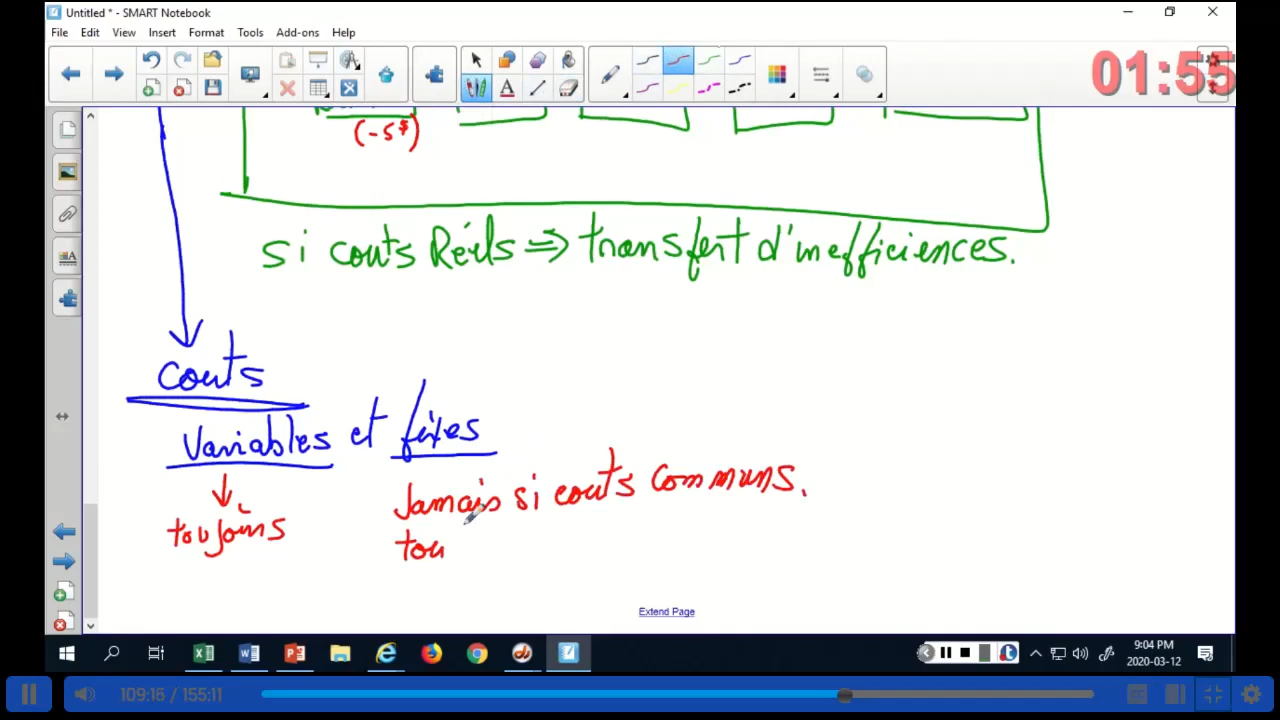 Untitled * - SMART Notebook
File Edit View Insert Format Tools Add-ons Help
01:55
(-5$)
si couts Réels ⇒ transfert d'inefficiences.
couts
Variables et fixes
Jamais si couts communs.
toujours
tou
Extend Page
9:04 PM
2020-03-12
109:16 / 155:11